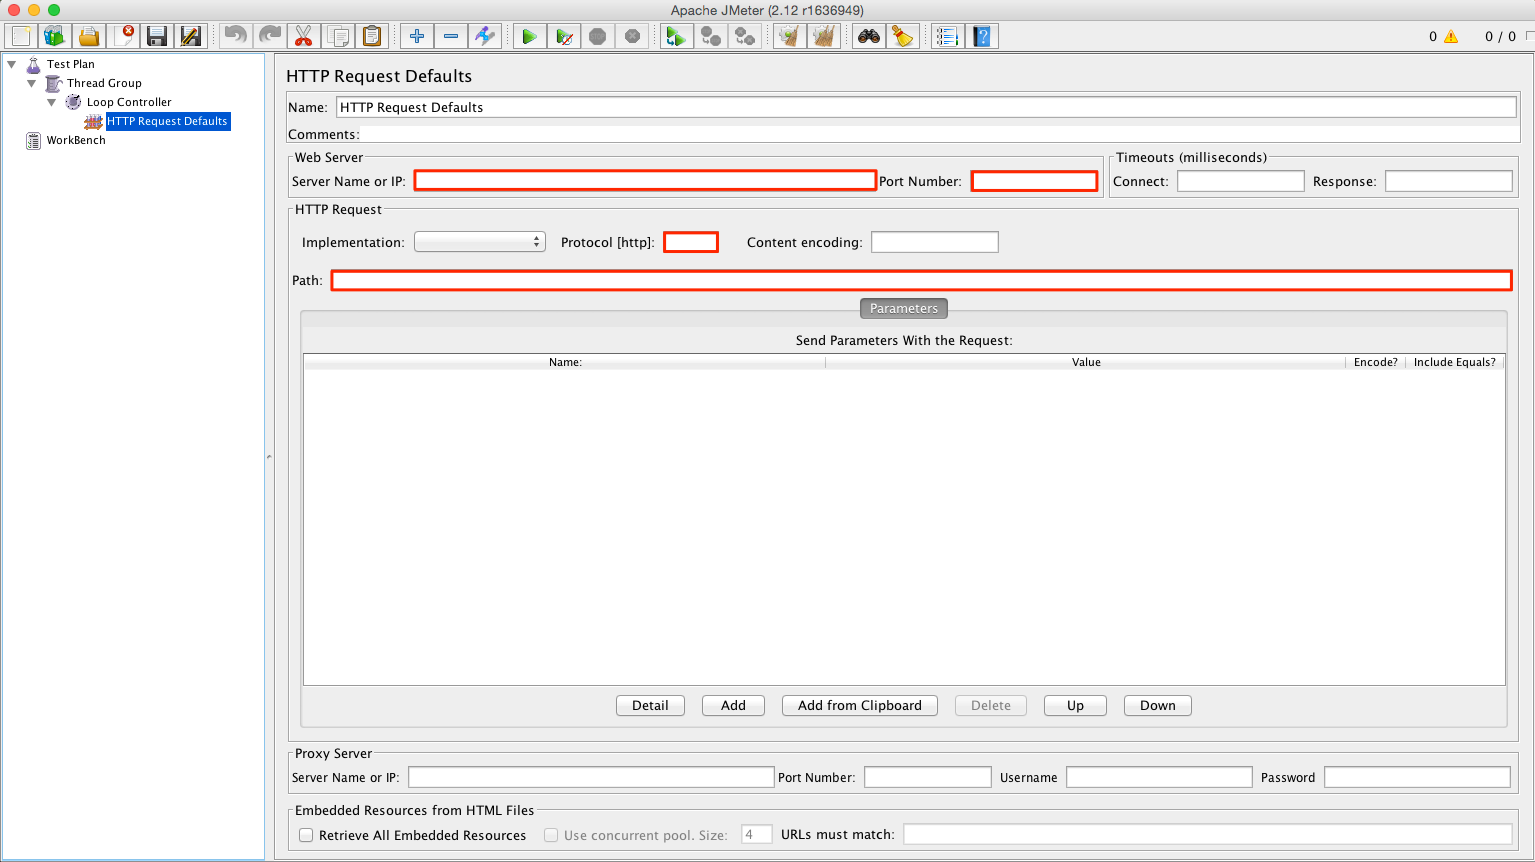 Apache JMeter (2.12 r1636949)
0 0 / 0
Test Plan
Thread Group
Loop Controller
HTTP Request Defaults
WorkBench
HTTP Request Defaults
Name: HTTP Request Defaults
Comments:
Web Server
Server Name or IP: Port Number:
Timeouts (milliseconds)
Connect: Response:
HTTP Request
Implementation: Protocol [http]: Content encoding:
Path:
Parameters
Send Parameters With the Request:
Name: Value Encode? Include Equals?
Detail Add Add from Clipboard Delete Up Down
Proxy Server
Server Name or IP: Port Number: Username Password
Embedded Resources from HTML Files
Retrieve All Embedded Resources Use concurrent pool. Size: 4 URLs must match: